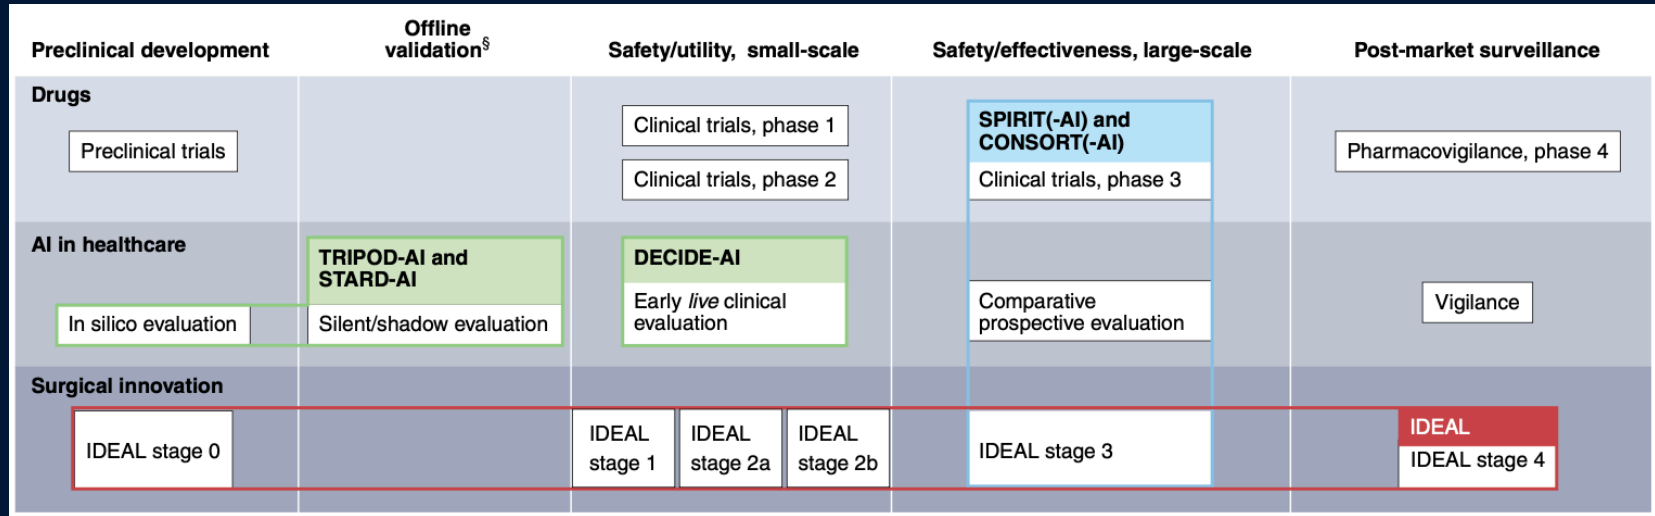 Preclinical development
Offline
validation§
Safety/utility, small-scale
Safety/effectiveness, large-scale
Post-market surveillance
Drugs
Preclinical trials
Clinical trials, phase 1
Clinical trials, phase 2
SPIRIT(-AI) and
CONSORT(-AI)
Clinical trials, phase 3
Pharmacovigilance, phase 4
AI in healthcare
In silico evaluation
TRIPOD-AI and
STARD-AI
Silent/shadow evaluation
DECIDE-AI
Early live clinical
evaluation
Comparative
prospective evaluation
Vigilance
Surgical innovation
IDEAL stage 0
IDEAL
stage 1
IDEAL
stage 2a
IDEAL
stage 2b
IDEAL stage 3
IDEAL
IDEAL stage 4